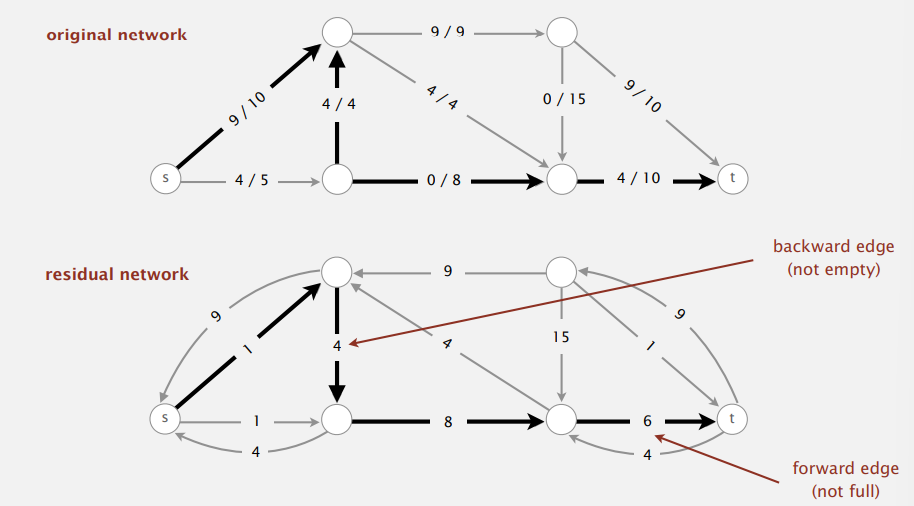 original network
9 / 9
9 / 10
4 / 4
4 / 4
0 / 15
9 / 10
s
4 / 5
0 / 8
4 / 10
t
backward edge
(not empty)
residual network
9
9
1
4
4
15
1
9
s
1
8
6
t
4
4
forward edge
(not full)